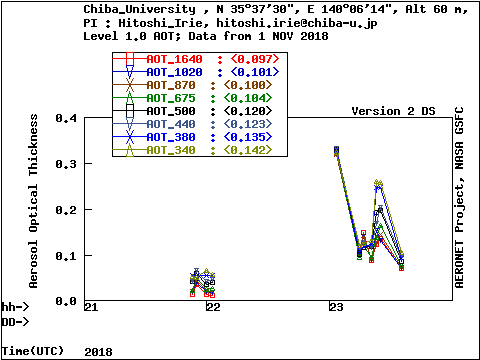 Chiba_University , N 35°37'30", E 140°06'14", Alt 60 m,
PI : Hitoshi_Irie, hitoshi.irie@chiba-u.jp
Level 1.0 AOT; Data from 1 NOV 2018
AOT_1640 : <0.097>
AOT_1020 : <0.101>
AOT_870 : <0.100>
AOT_675 : <0.104>
AOT_500 : <0.120>
AOT_440 : <0.123>
AOT_380 : <0.135>
AOT_340 : <0.142>
Version 2 DS
Aerosol Optical Thickness
AERONET Project, NASA GSFC
0.4
0.3
0.2
0.1
0.0
21 22 23
hh->
DD->
Time(UTC) 2018